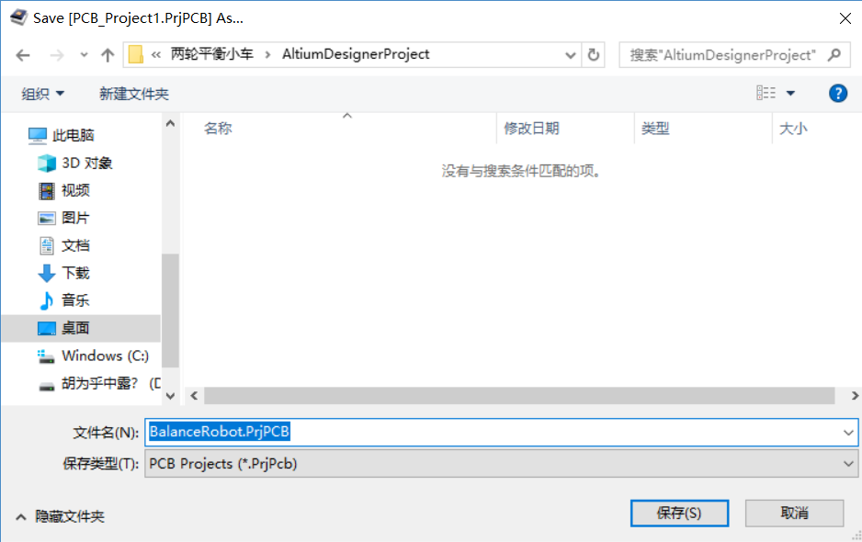 Save [PCB_Project1.PrjPCB] As...
« 两轮平衡小车 › AltiumDesignerProject
搜索"AltiumDesignerProject"
组织
新建文件夹
名称 修改日期 类型 大小
没有与搜索条件匹配的项。
此电脑
3D 对象
视频
图片
文档
下载
音乐
桌面
Windows (C:)
胡为乎中露? (D
文件名(N): BalanceRobot.PrjPCB
保存类型(T): PCB Projects (*.PrjPcb)
隐藏文件夹
保存(S) 取消